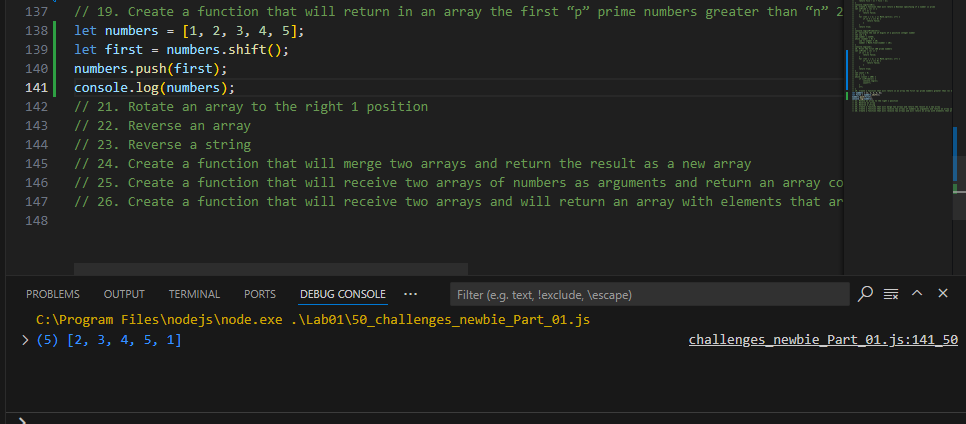 137 // 19. Create a function that will return in an array the first “p” prime numbers greater than “n” 2
138 let numbers = [1, 2, 3, 4, 5];
139 let first = numbers.shift();
140 numbers.push(first);
141 console.log(numbers);
142 // 21. Rotate an array to the right 1 position
143 // 22. Reverse an array
144 // 23. Reverse a string
145 // 24. Create a function that will merge two arrays and return the result as a new array
146 // 25. Create a function that will receive two arrays of numbers as arguments and return an array co
147 // 26. Create a function that will receive two arrays and will return an array with elements that ar
148
PROBLEMS OUTPUT TERMINAL PORTS DEBUG CONSOLE ··· Filter (e.g. text, !exclude, \escape)
C:\Program Files\nodejs\node.exe .\Lab01\50_challenges_newbie_Part_01.js
> (5) [2, 3, 4, 5, 1] challenges_newbie_Part_01.js:141_50
>